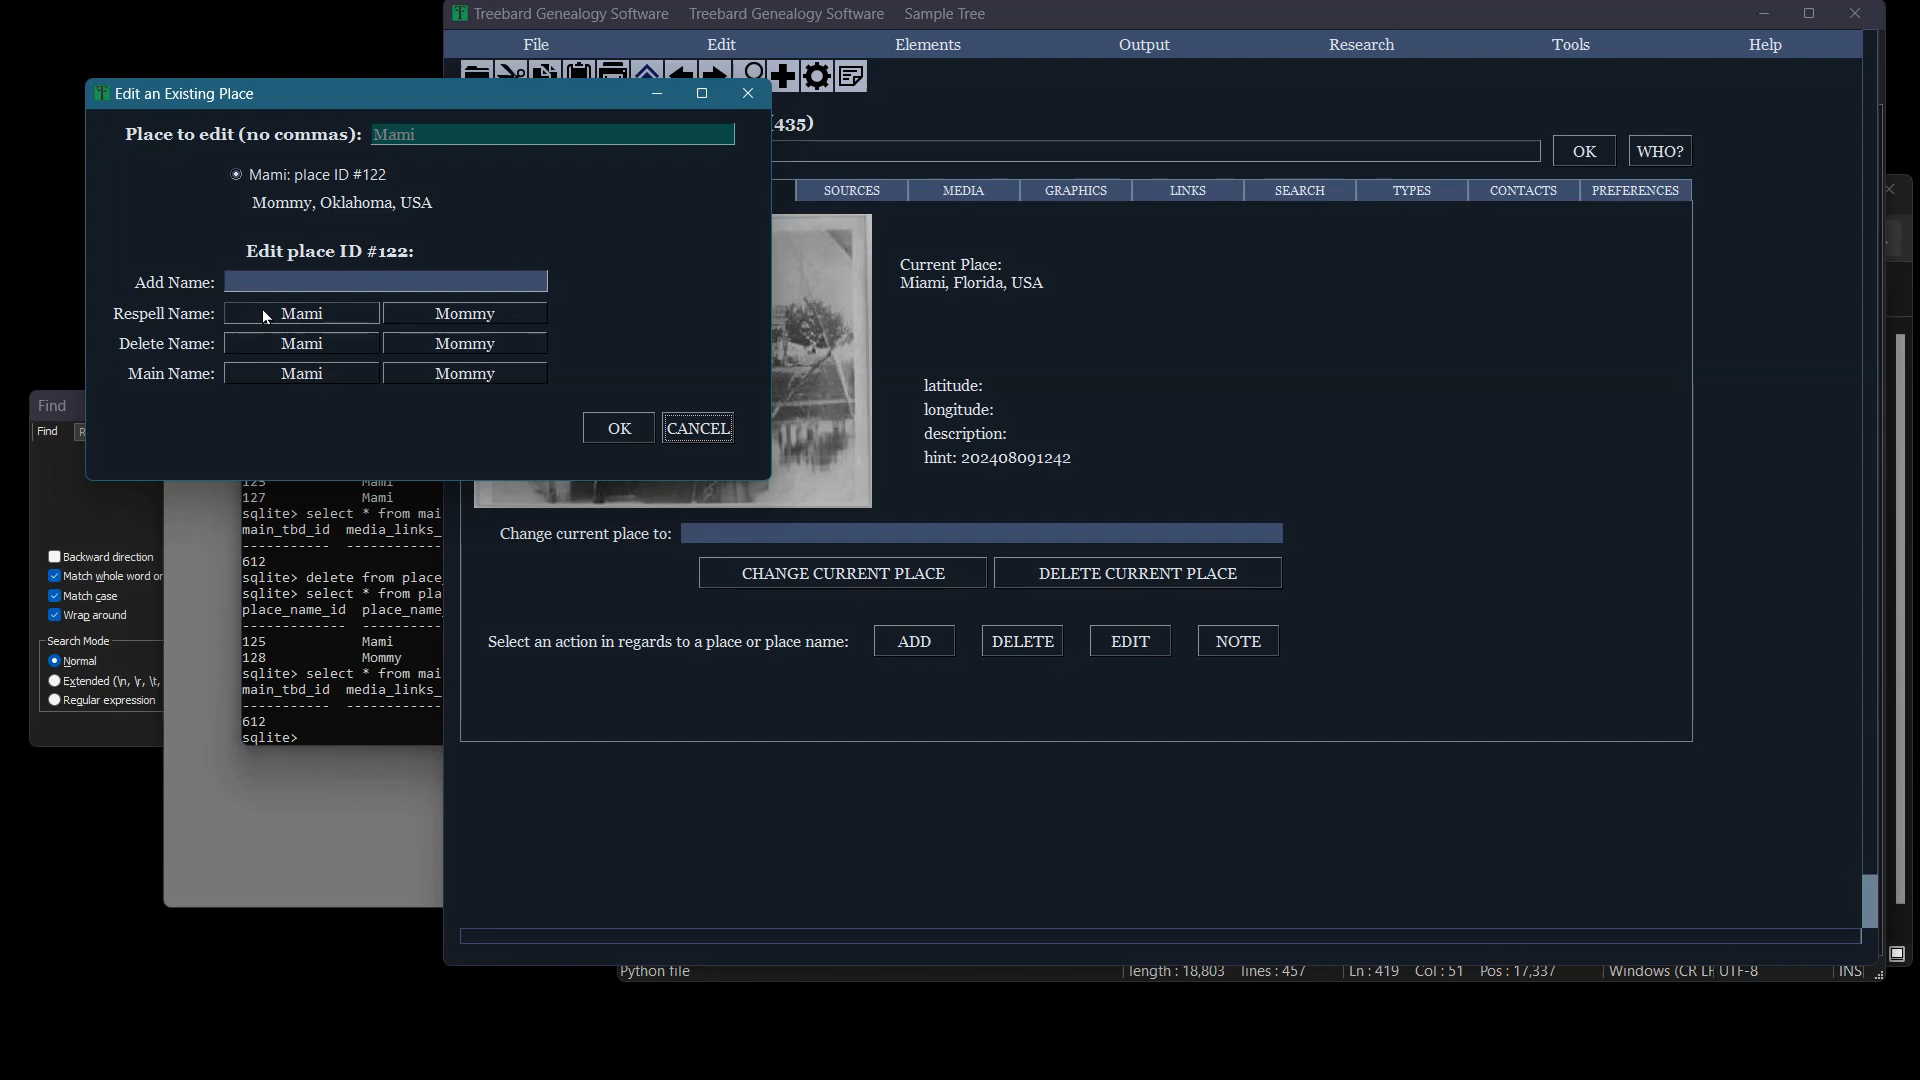 Treebard Genealogy Software Treebard Genealogy Software Sample Tree
File Edit Elements Output Research Tools Help
Edit an Existing Place
Place to edit (no commas): Mami
Mami: place ID #122
Mommy, Oklahoma, USA
Edit place ID #122:
Add Name:
Respell Name: Mami Mommy
Delete Name: Mami Mommy
Main Name: Mami Mommy
OK CANCEL
435)
OK WHO?
SOURCES MEDIA GRAPHICS LINKS SEARCH TYPES CONTACTS PREFERENCES
Current Place:
Miami, Florida, USA
latitude:
longitude:
description:
hint: 202408091242
Change current place to:
CHANGE CURRENT PLACE DELETE CURRENT PLACE
Select an action in regards to a place or place name: ADD DELETE EDIT NOTE
Find
Find
Backward direction
Match whole word or
Match case
Wrap around
Search Mode
Normal
Extended (\n, \r, \t,
Regular expression
125 Mami
127 Mami
sqlite> select * from mai
main_tbd_id media_links_
----------- ------------
612
sqlite> delete from place_
sqlite> select * from pla
place_name_id place_name
------------- ----------
125 Mami
128 Mommy
sqlite> select * from mai
main_tbd_id media_links_
----------- ------------
612
sqlite>
Python file length : 18,803 lines : 457 Ln : 419 Col : 51 Pos : 17,337 Windows (CR LF UTF-8 INS